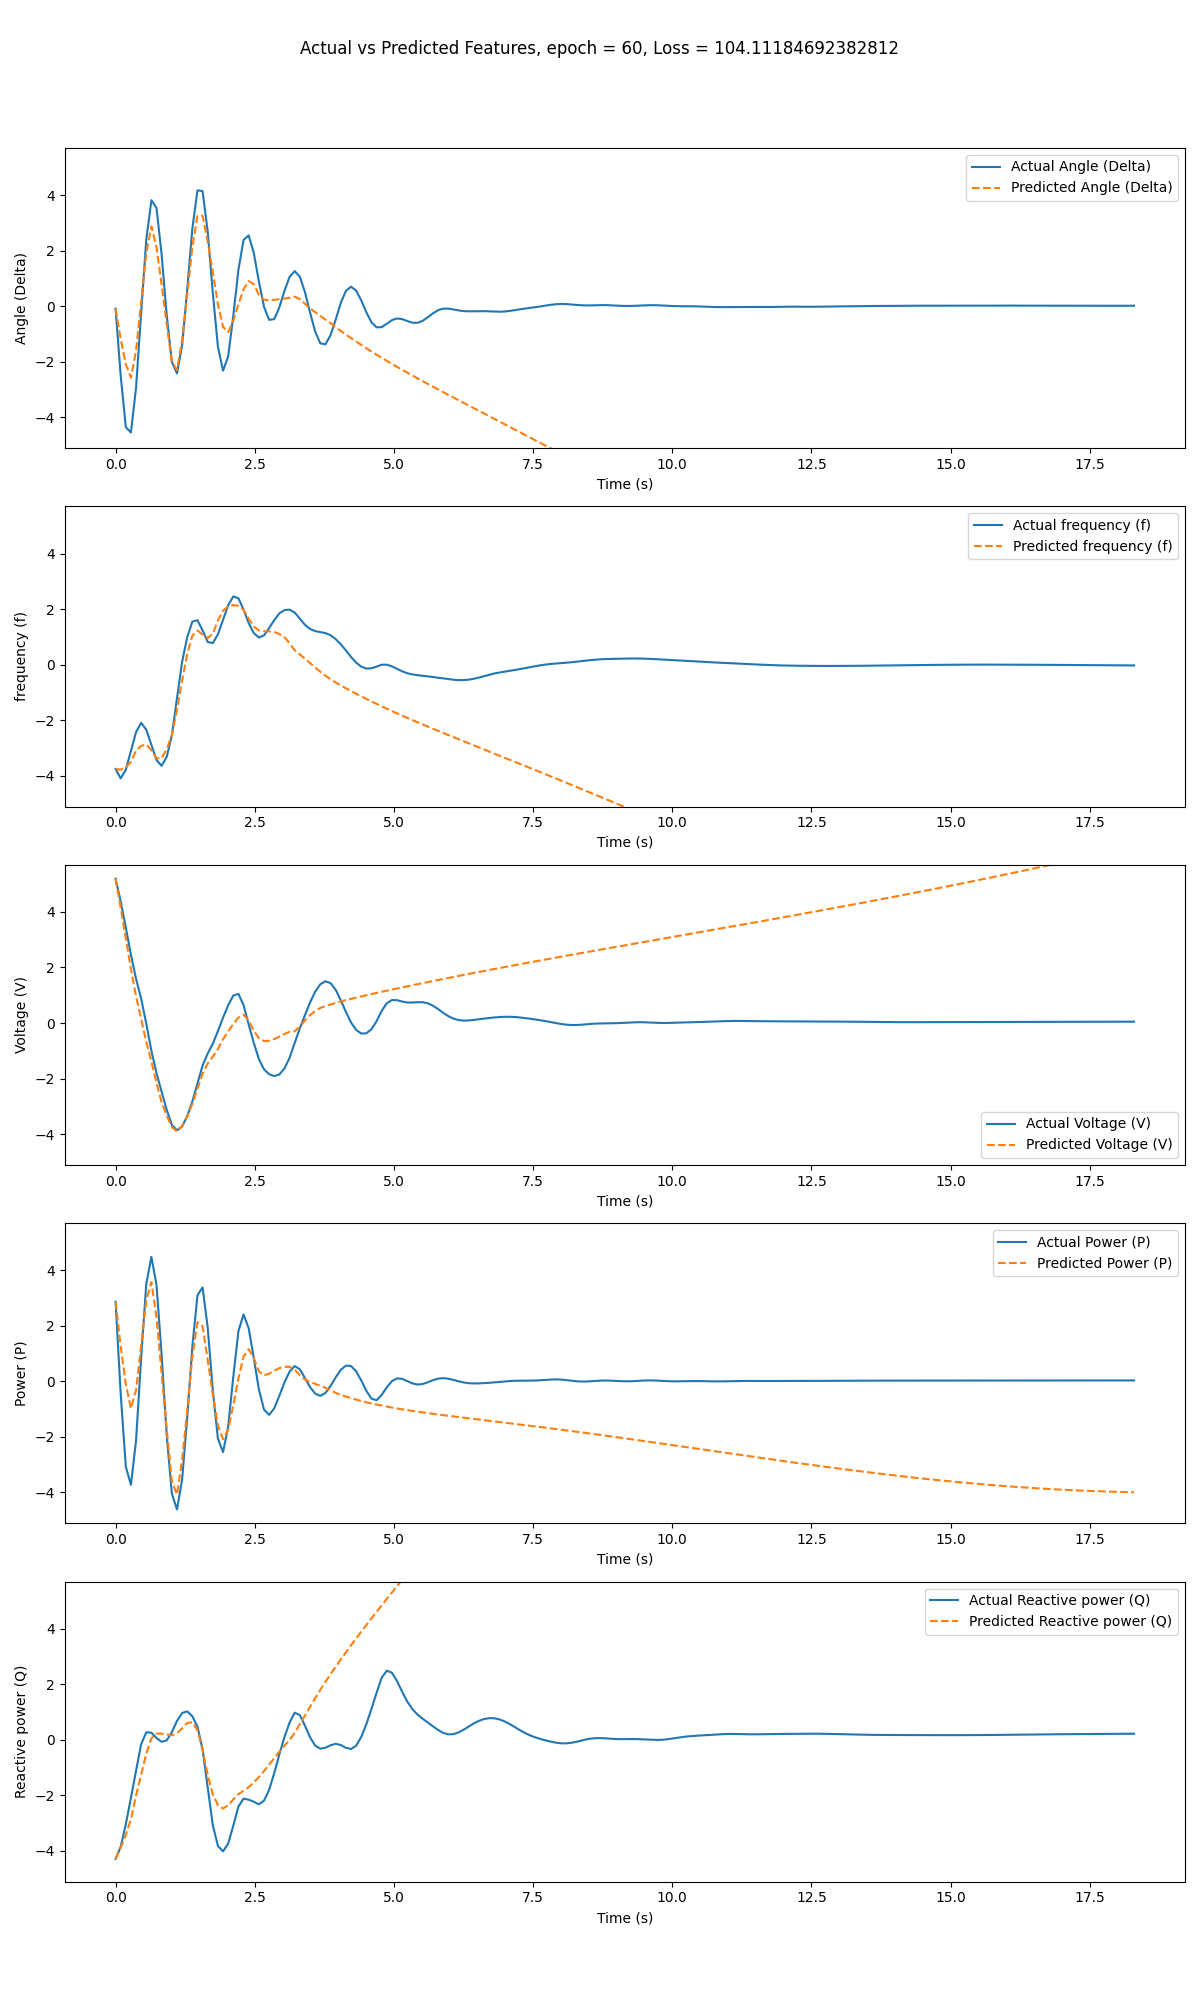 Actual vs Predicted Features, epoch = 60, Loss = 104.11184692382812
Actual Angle (Delta)
Predicted Angle (Delta)
Angle (Delta)
4
2
0
−2
−4
0.0 2.5 5.0 7.5 10.0 12.5 15.0 17.5
Time (s)
Actual frequency (f)
Predicted frequency (f)
frequency (f)
4
2
0
−2
−4
0.0 2.5 5.0 7.5 10.0 12.5 15.0 17.5
Time (s)
Voltage (V)
4
2
0
−2
−4
Actual Voltage (V)
Predicted Voltage (V)
0.0 2.5 5.0 7.5 10.0 12.5 15.0 17.5
Time (s)
Actual Power (P)
Predicted Power (P)
Power (P)
4
2
0
−2
−4
0.0 2.5 5.0 7.5 10.0 12.5 15.0 17.5
Time (s)
Actual Reactive power (Q)
Predicted Reactive power (Q)
Reactive power (Q)
4
2
0
−2
−4
0.0 2.5 5.0 7.5 10.0 12.5 15.0 17.5
Time (s)